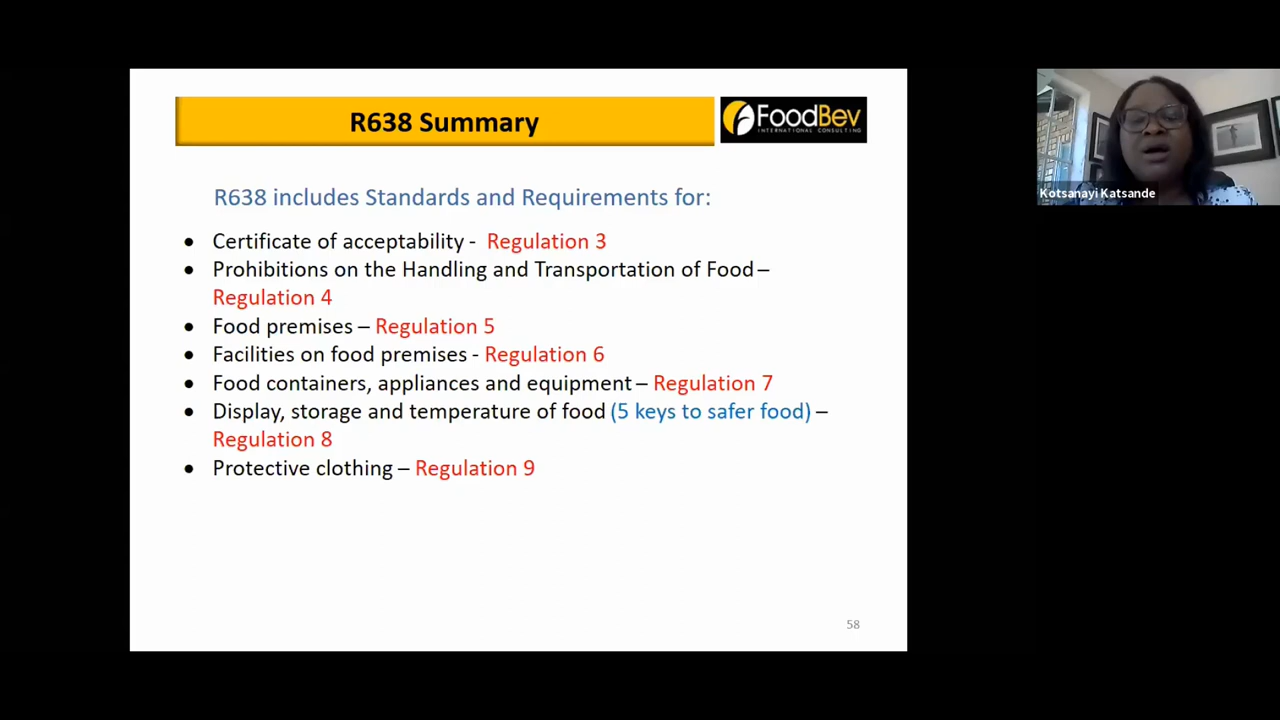 R638 Summary
FoodBev
INTERNATIONAL CONSULTING
R638 includes Standards and Requirements for:
• Certificate of acceptability - Regulation 3
• Prohibitions on the Handling and Transportation of Food –
Regulation 4
• Food premises – Regulation 5
• Facilities on food premises - Regulation 6
• Food containers, appliances and equipment – Regulation 7
• Display, storage and temperature of food (5 keys to safer food) –
Regulation 8
• Protective clothing – Regulation 9
58
Kotsanayi Katsande